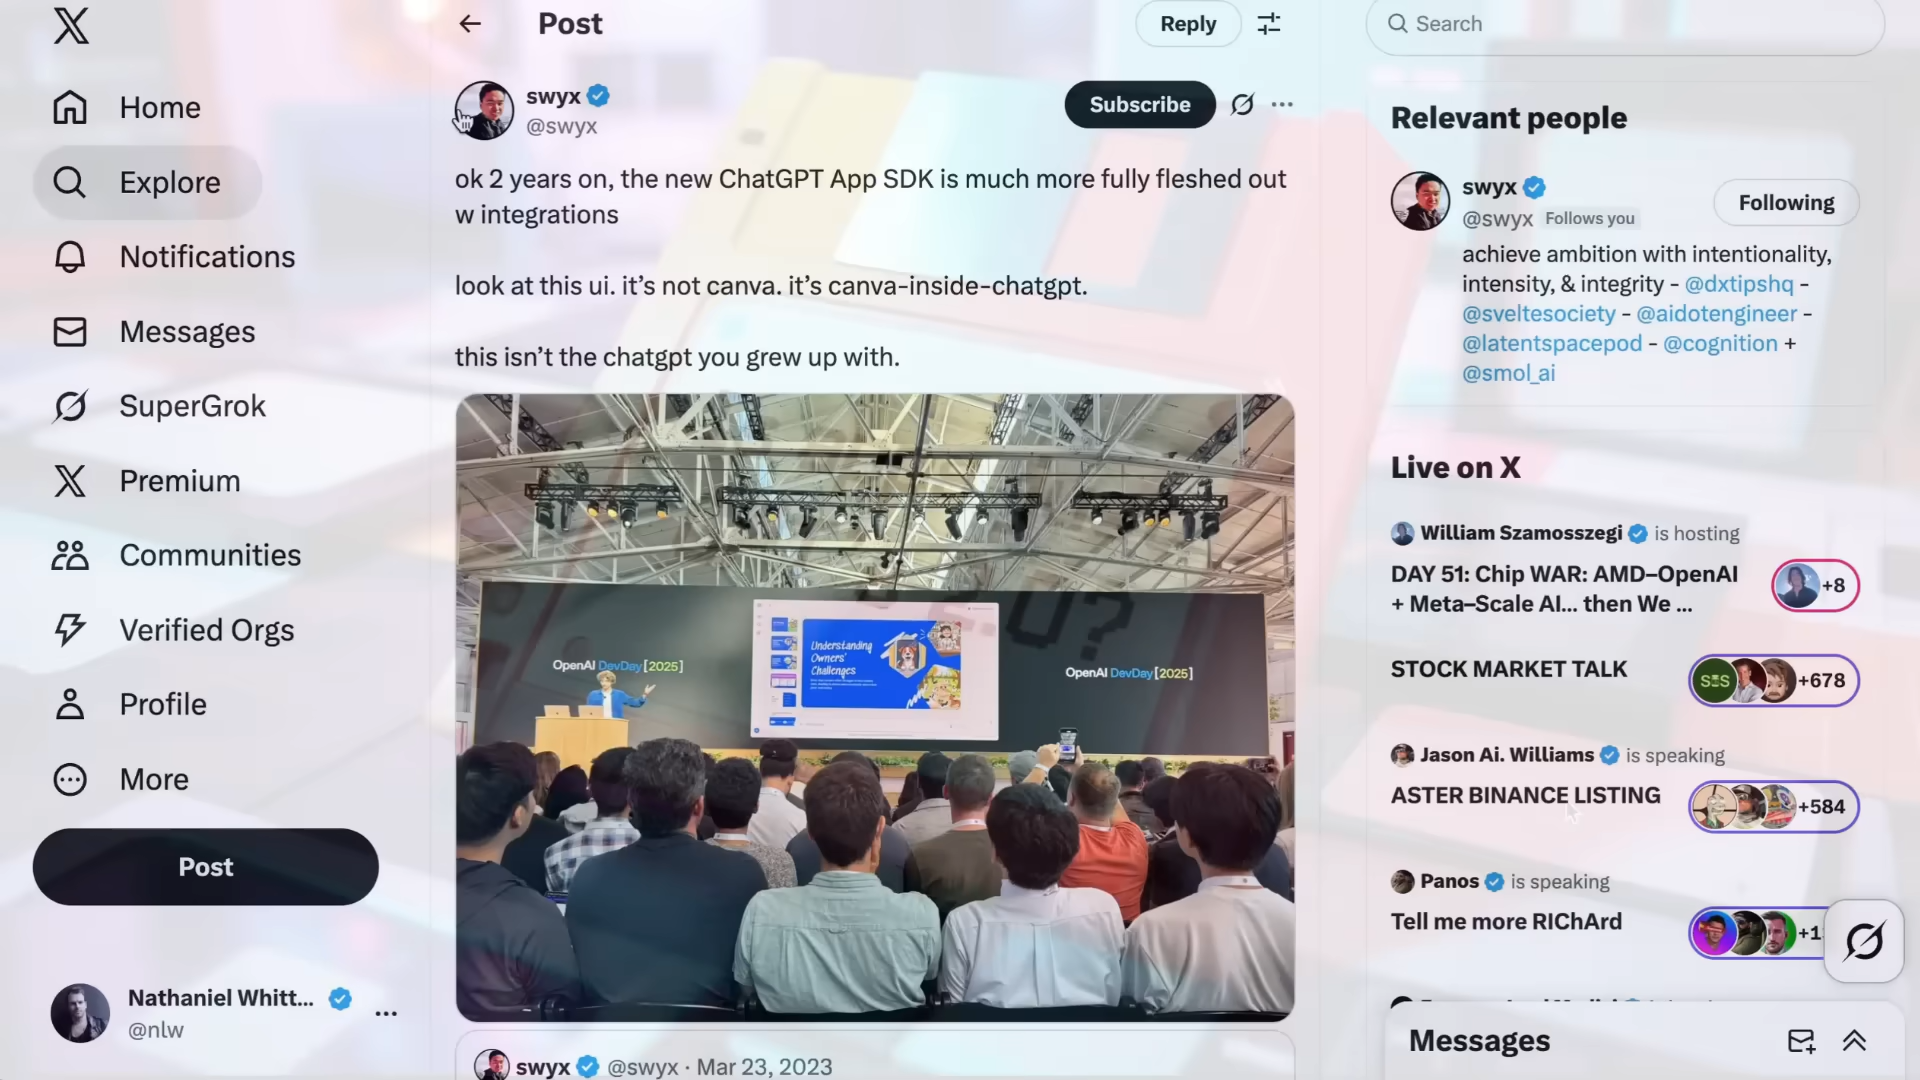 Home
Explore
Notifications
Messages
SuperGrok
Premium
Communities
Verified Orgs
Profile
More
Post
Nathaniel Whitt...
@nlw
Post
Reply
swyx
@swyx
Subscribe
ok 2 years on, the new ChatGPT App SDK is much more fully fleshed out
w integrations
look at this ui. it's not canva. it's canva-inside-chatgpt.
this isn't the chatgpt you grew up with.
OpenAI DevDay[2025]
Understanding
Owners'
Challenges
OpenAI DevDay[2025]
swyx @swyx · Mar 23, 2023
Search
Relevant people
swyx
@swyx Follows you
Following
achieve ambition with intentionality,
intensity, & integrity - @dxtipshq -
@sveltesociety - @aidotengineer -
@latentspacepod - @cognition +
@smol_ai
Live on X
William Szamosszegi is hosting
DAY 51: Chip WAR: AMD–OpenAI
+ Meta–Scale AI... then We ...
+8
STOCK MARKET TALK
+678
Jason Ai. Williams is speaking
ASTER BINANCE LISTING
+584
Panos is speaking
Tell me more RIChArd
Messages